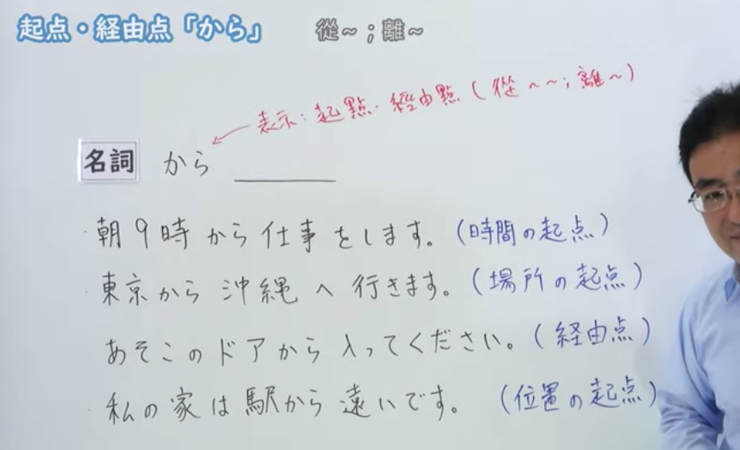 起点・経由点「から」 從～；離～
表示：起點・經由點（從～～；離～）
名詞 から ＿＿＿
・朝９時から仕事をします。（時間の起点）
・東京から沖縄へ行きます。（場所の起点）
・あそこのドアから入ってください。（経由点）
・私の家は駅から遠いです。（位置の起点）